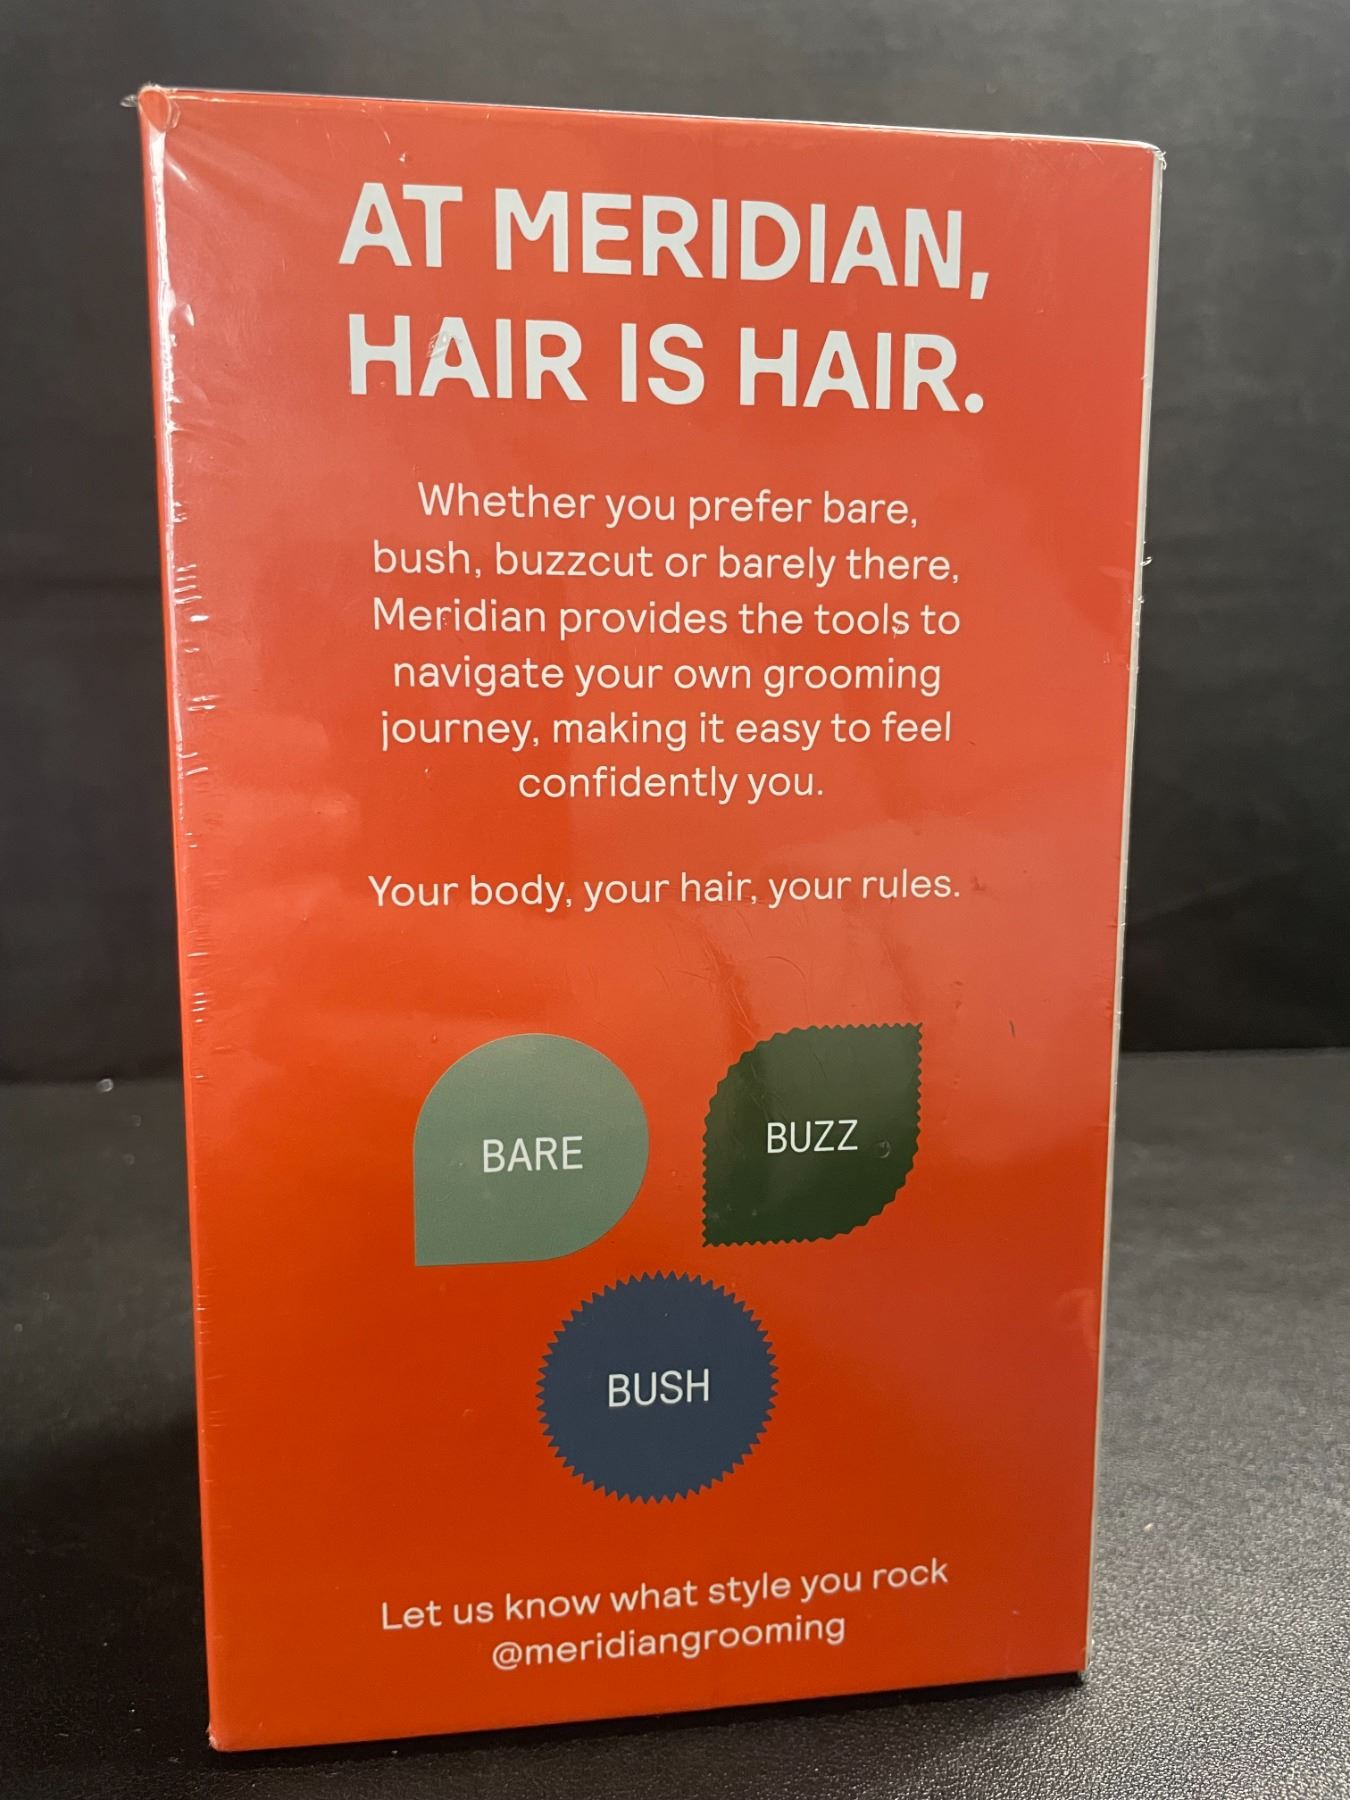 AT MERIDIAN,
HAIR IS HAIR.
Whether you prefer bare,
bush, buzzcut or barely there,
Meridian provides the tools to
navigate your own grooming
journey, making it easy to feel
confidently you.
Your body, your hair, your rules.
BARE
BUZZ
BUSH
Let us know what style you rock
@meridiangrooming